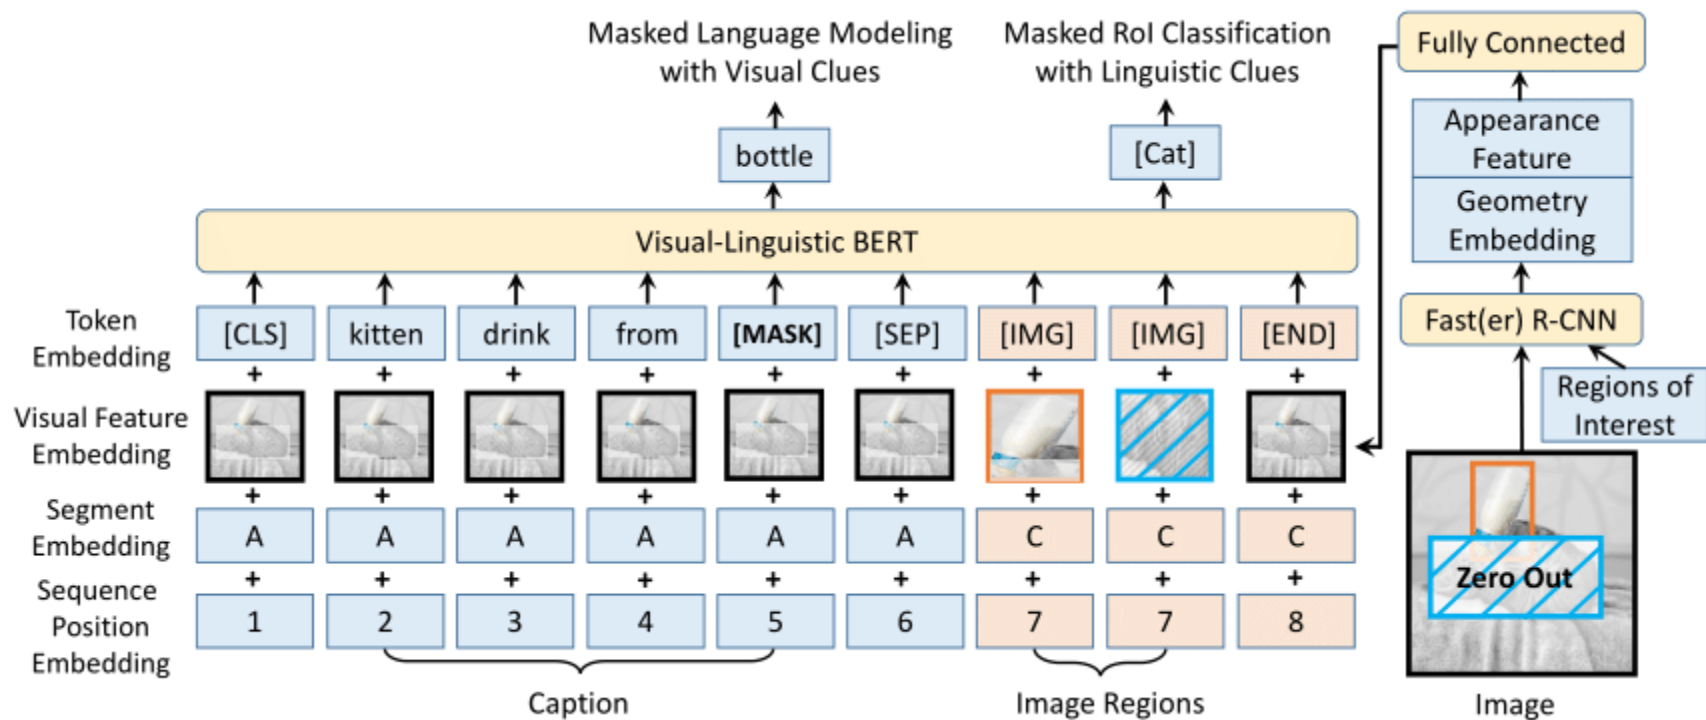 Masked Language Modeling
with Visual Clues
Masked RoI Classification
with Linguistic Clues
Fully Connected
Appearance
Feature
Geometry
Embedding
Fast(er) R-CNN
Regions of
Interest
Zero Out
Image
bottle
[Cat]
Visual-Linguistic BERT
Token
Embedding
[CLS] kitten drink from [MASK] [SEP] [IMG] [IMG] [END]
+ + + + + + + + +
Visual Feature
Embedding
+ + + + + + + + +
Segment
Embedding
A A A A A A C C C
+ + + + + + + + +
Sequence
Position
Embedding
1 2 3 4 5 6 7 7 8
Caption
Image Regions